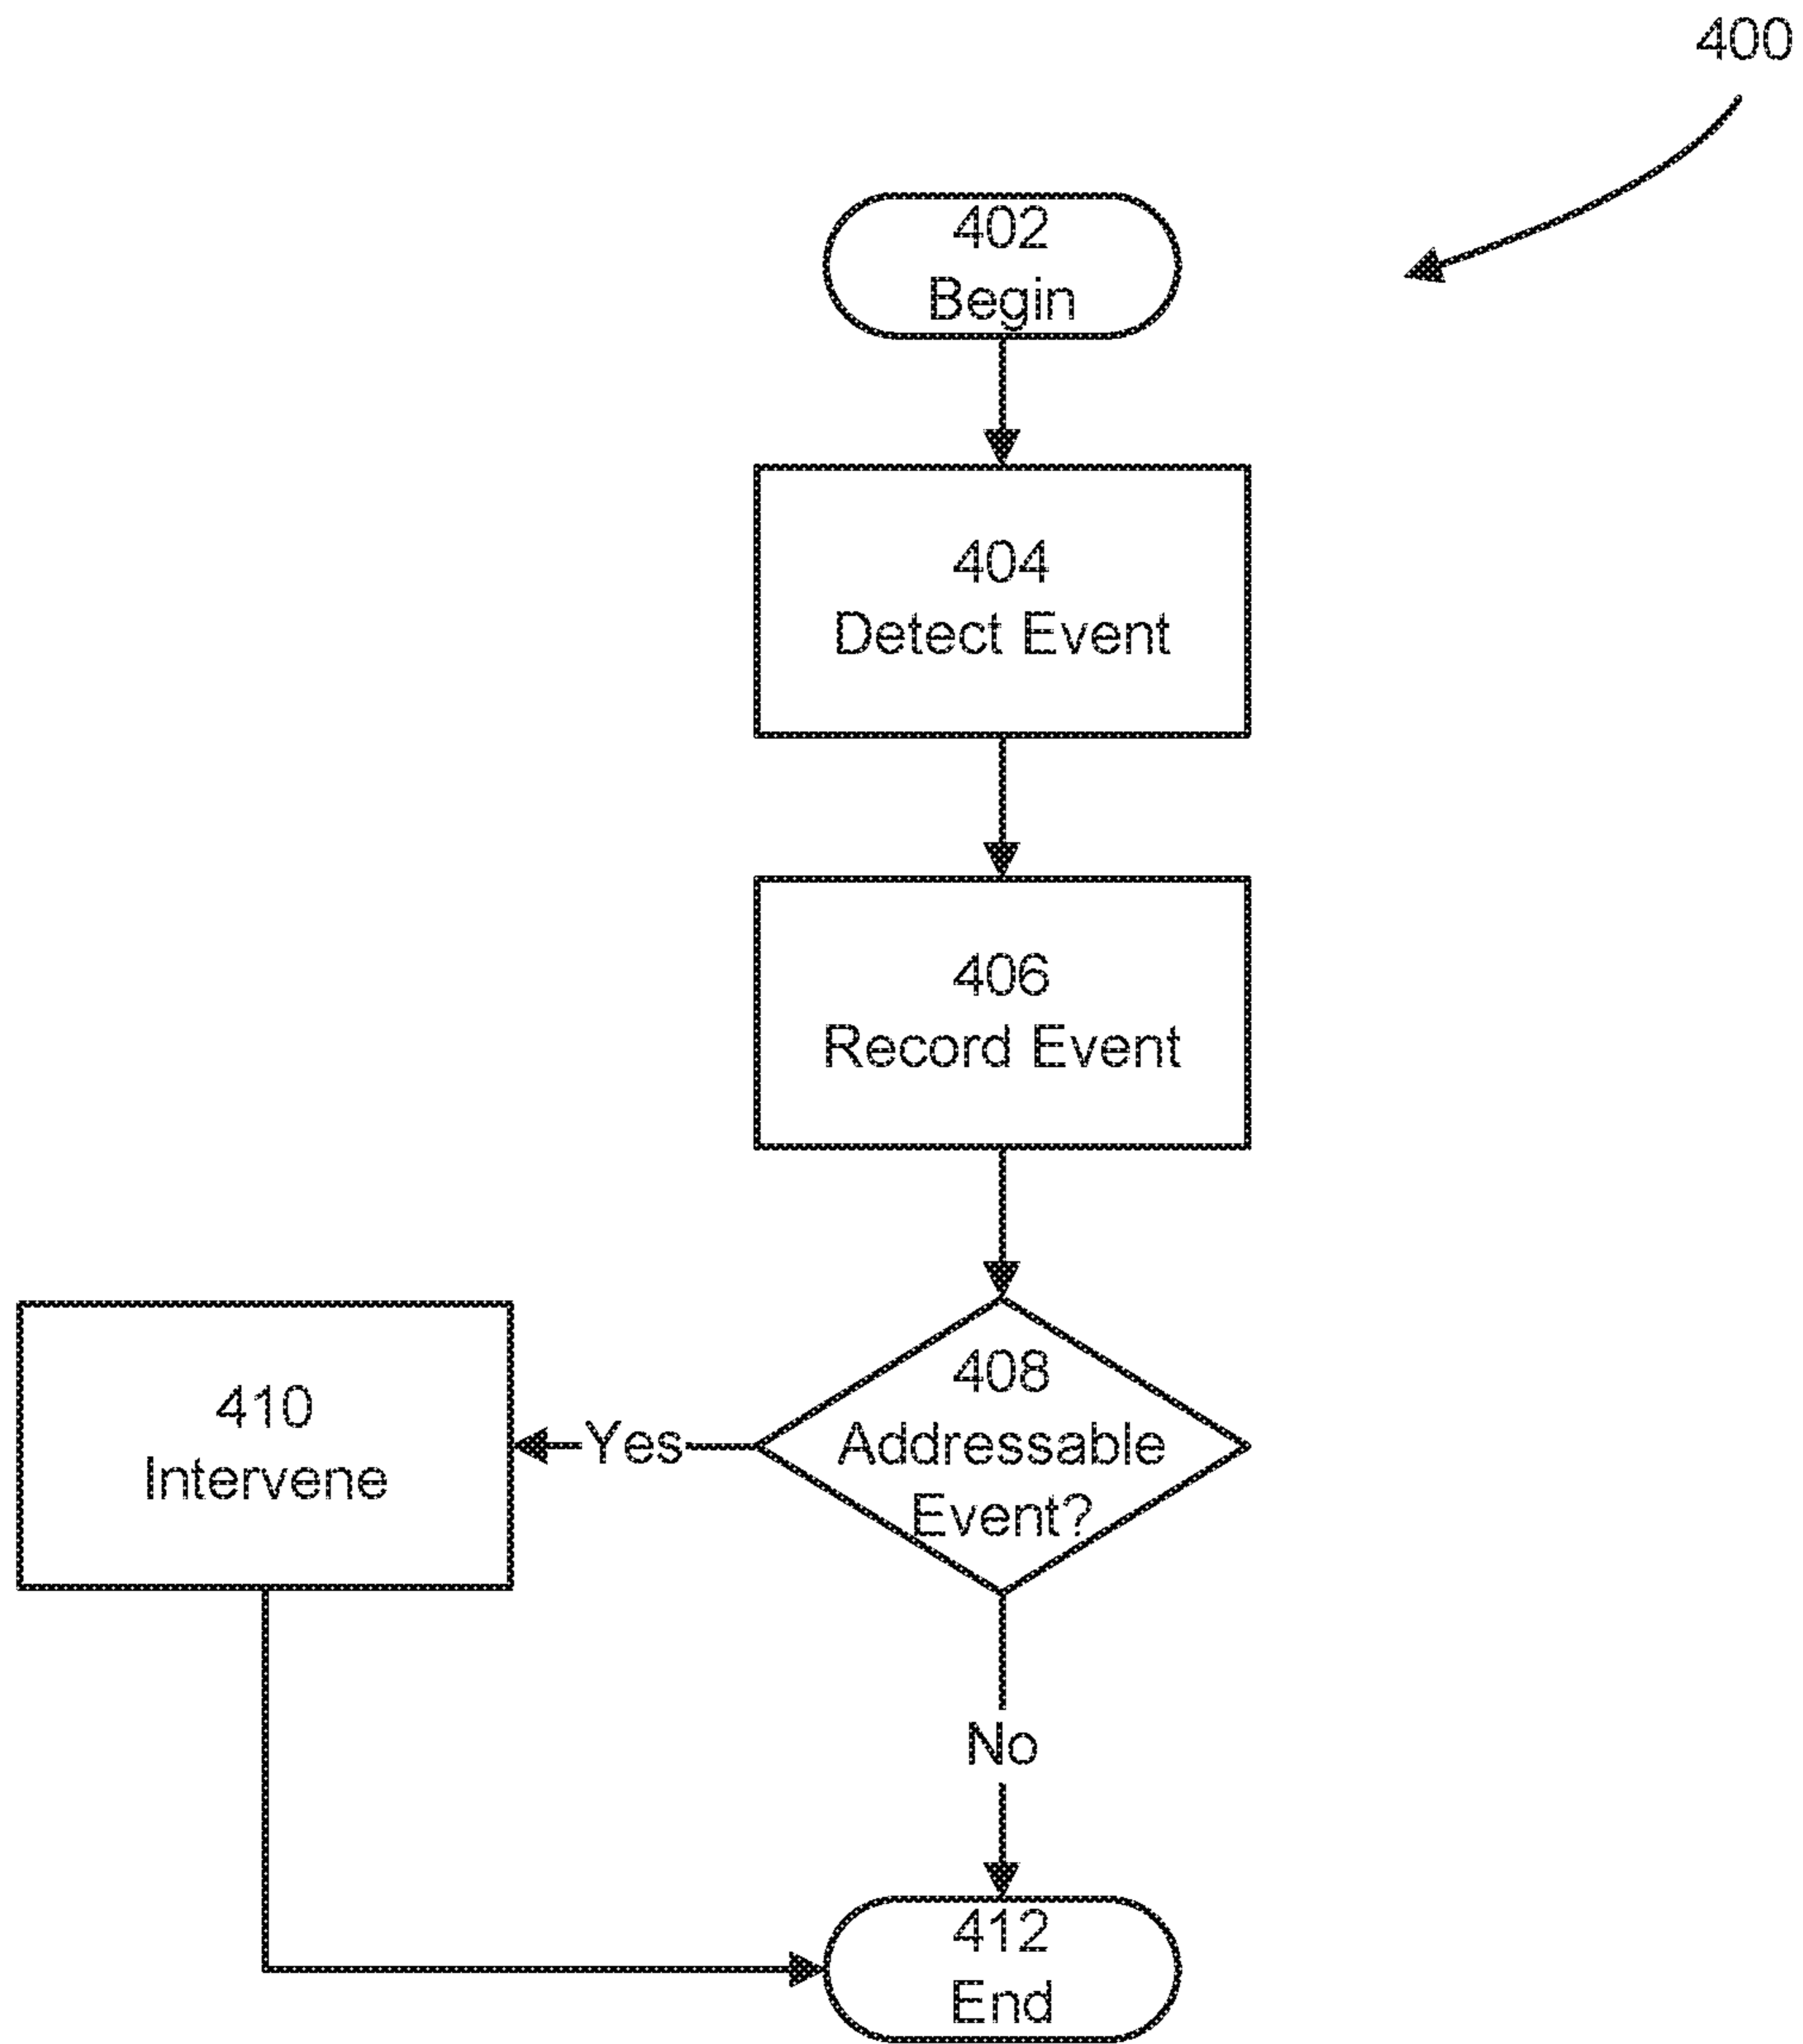 400
402
Begin
404
Detect Event
406
Record Event
408
Addressable
Event?
Yes
410
Intervene
No
412
End